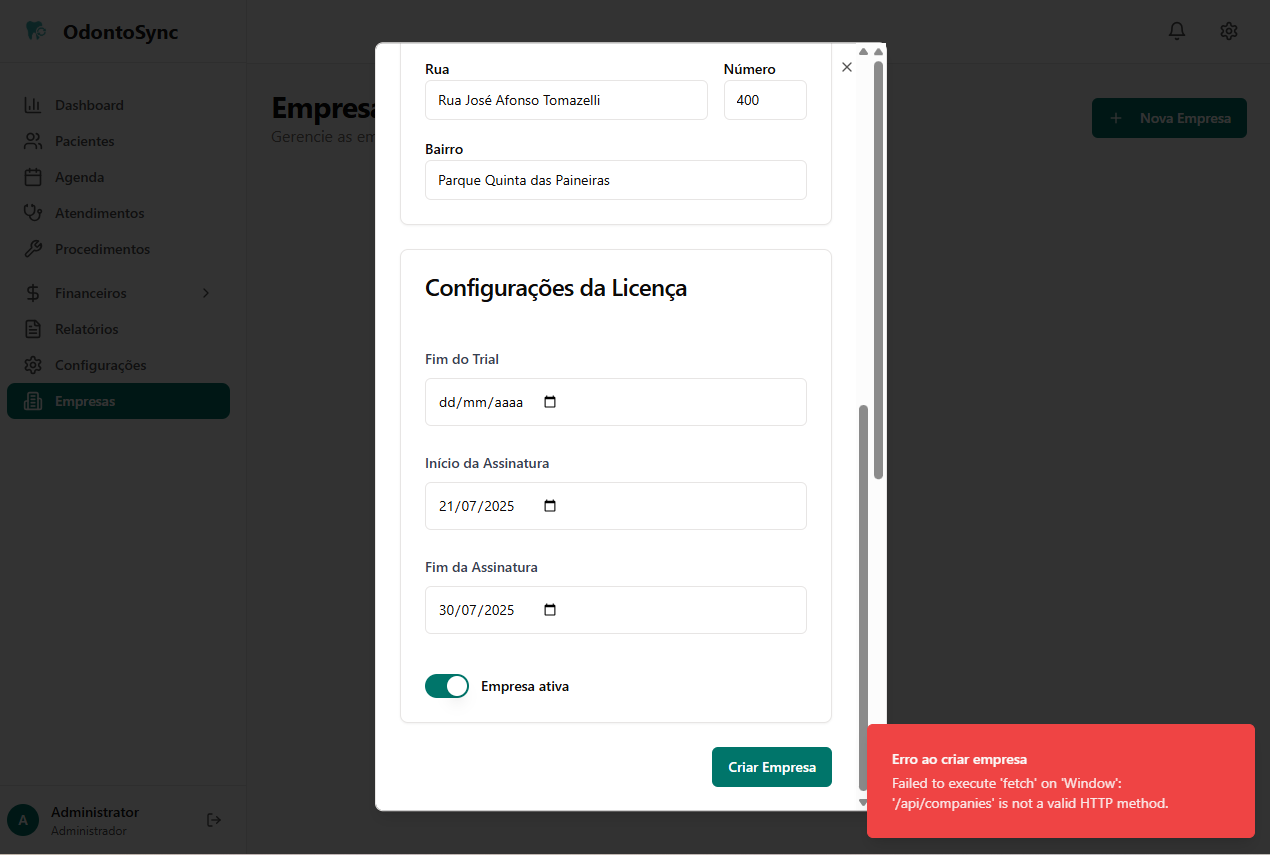 OdontoSync
Dashboard
Pacientes
Agenda
Atendimentos
Procedimentos
Financeiros
Relatórios
Configurações
Empresas
A
Administrator
Administrador
Empresa
Gerencie as em
Nova Empresa
Rua
Número
Rua José Afonso Tomazelli
400
Bairro
Parque Quinta das Paineiras
Configurações da Licença
Fim do Trial
dd/mm/aaaa
Início da Assinatura
21/07/2025
Fim da Assinatura
30/07/2025
Empresa ativa
Criar Empresa
Erro ao criar empresa
Failed to execute 'fetch' on 'Window':
'/api/companies' is not a valid HTTP method.